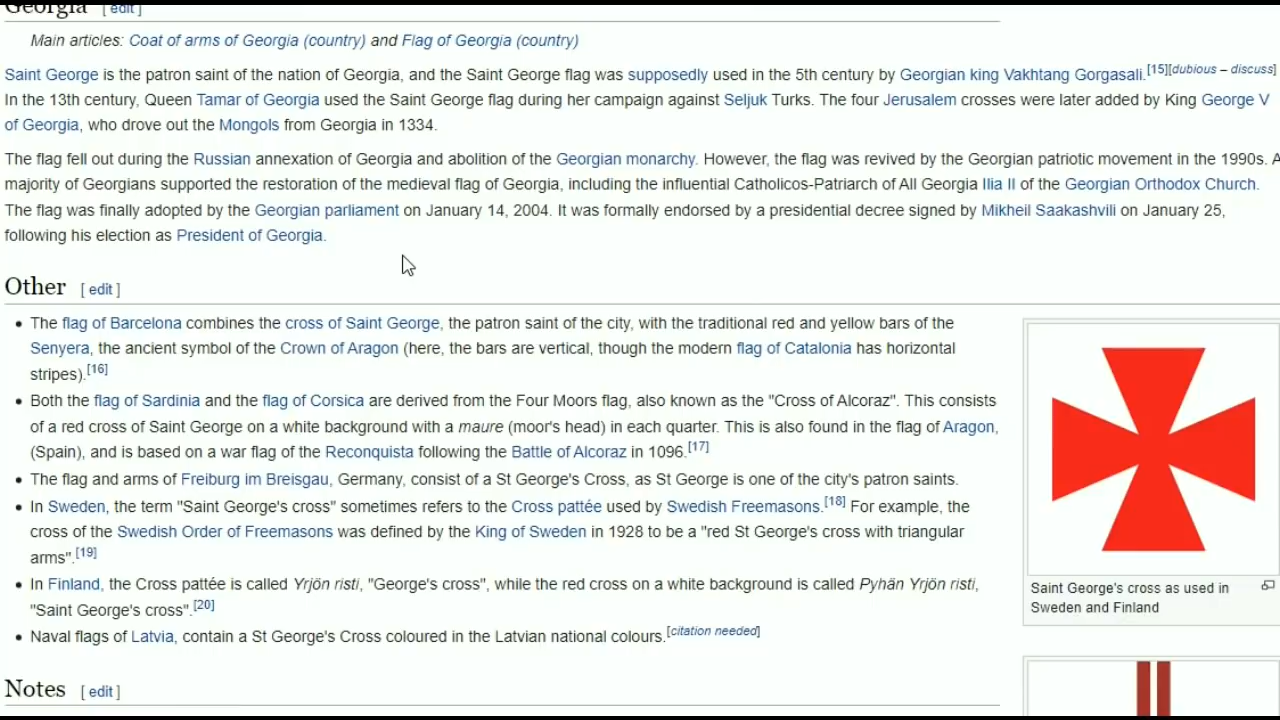 Georgia [ edit ]
Main articles: Coat of arms of Georgia (country) and Flag of Georgia (country)
Saint George is the patron saint of the nation of Georgia, and the Saint George flag was supposedly used in the 5th century by Georgian king Vakhtang Gorgasali.[15][dubious – discuss]
In the 13th century, Queen Tamar of Georgia used the Saint George flag during her campaign against Seljuk Turks. The four Jerusalem crosses were later added by King George V
of Georgia, who drove out the Mongols from Georgia in 1334.
The flag fell out during the Russian annexation of Georgia and abolition of the Georgian monarchy. However, the flag was revived by the Georgian patriotic movement in the 1990s. A
majority of Georgians supported the restoration of the medieval flag of Georgia, including the influential Catholicos-Patriarch of All Georgia Ilia II of the Georgian Orthodox Church.
The flag was finally adopted by the Georgian parliament on January 14, 2004. It was formally endorsed by a presidential decree signed by Mikheil Saakashvili on January 25,
following his election as President of Georgia.
Other [ edit ]
• The flag of Barcelona combines the cross of Saint George, the patron saint of the city, with the traditional red and yellow bars of the
Senyera, the ancient symbol of the Crown of Aragon (here, the bars are vertical, though the modern flag of Catalonia has horizontal
stripes).[16]
• Both the flag of Sardinia and the flag of Corsica are derived from the Four Moors flag, also known as the "Cross of Alcoraz". This consists
of a red cross of Saint George on a white background with a maure (moor's head) in each quarter. This is also found in the flag of Aragon,
(Spain), and is based on a war flag of the Reconquista following the Battle of Alcoraz in 1096.[17]
• The flag and arms of Freiburg im Breisgau, Germany, consist of a St George's Cross, as St George is one of the city's patron saints.
• In Sweden, the term "Saint George's cross" sometimes refers to the Cross pattée used by Swedish Freemasons.[18] For example, the
cross of the Swedish Order of Freemasons was defined by the King of Sweden in 1928 to be a "red St George's cross with triangular
arms".[19]
• In Finland, the Cross pattée is called Yrjön risti, "George's cross", while the red cross on a white background is called Pyhän Yrjön risti,
"Saint George's cross".[20]
• Naval flags of Latvia, contain a St George's Cross coloured in the Latvian national colours.[citation needed]
Saint George's cross as used in
Sweden and Finland
Notes [ edit ]